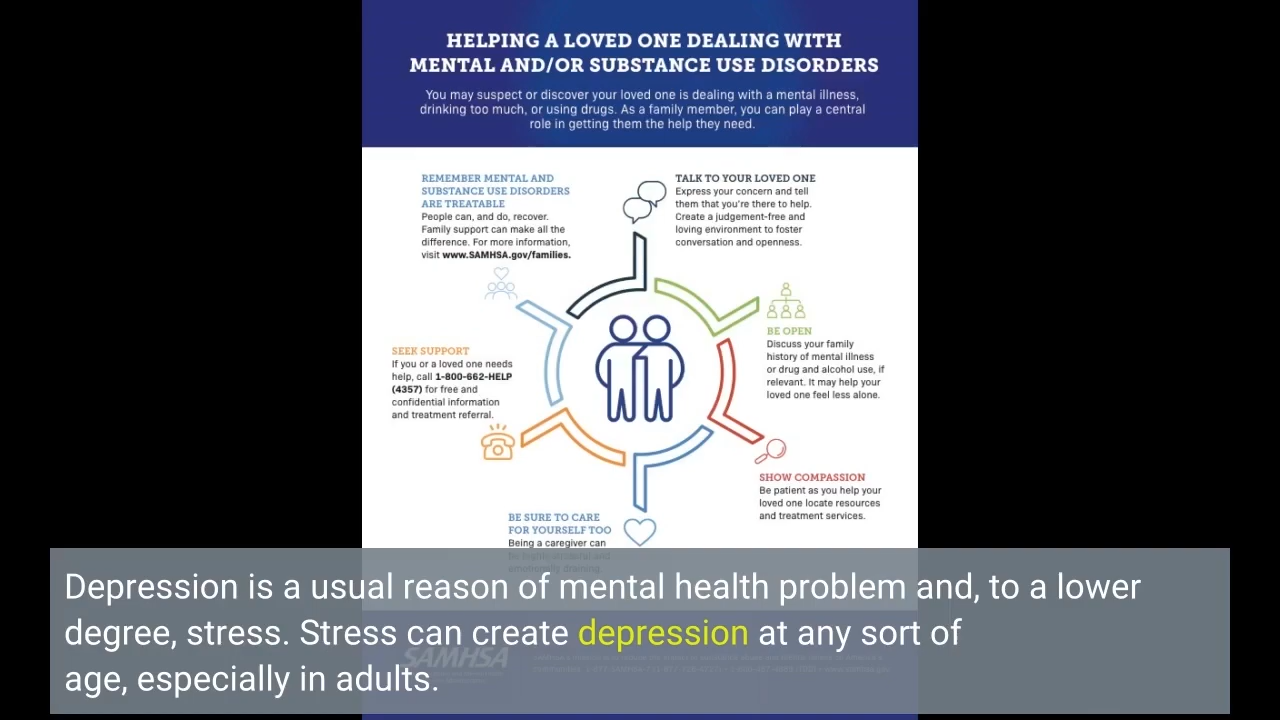 HELPING A LOVED ONE DEALING WITH
MENTAL AND/OR SUBSTANCE USE DISORDERS
You may suspect or discover your loved one is dealing with a mental illness,
drinking too much, or using drugs. As a family member, you can play a central
role in getting them the help they need.
REMEMBER MENTAL AND
SUBSTANCE USE DISORDERS
ARE TREATABLE
People can, and do, recover.
Family support can make all the
difference. For more information,
visit www.SAMHSA.gov/families.
TALK TO YOUR LOVED ONE
Express your concern and tell
them that you're there to help.
Create a judgement-free and
loving environment to foster
conversation and openness.
BE OPEN
Discuss your family
history of mental illness
or drug and alcohol use, if
relevant. It may help your
loved one feel less alone.
SEEK SUPPORT
If you or a loved one needs
help, call 1-800-662-HELP
(4357) for free and
confidential information
and treatment referral.
SHOW COMPASSION
Be patient as you help your
loved one locate resources
and treatment services.
BE SURE TO CARE
FOR YOURSELF TOO
Being a caregiver can
Depression is a usual reason of mental health problem and, to a lower
degree, stress. Stress can create depression at any sort of
age, especially in adults.
SAMHSA